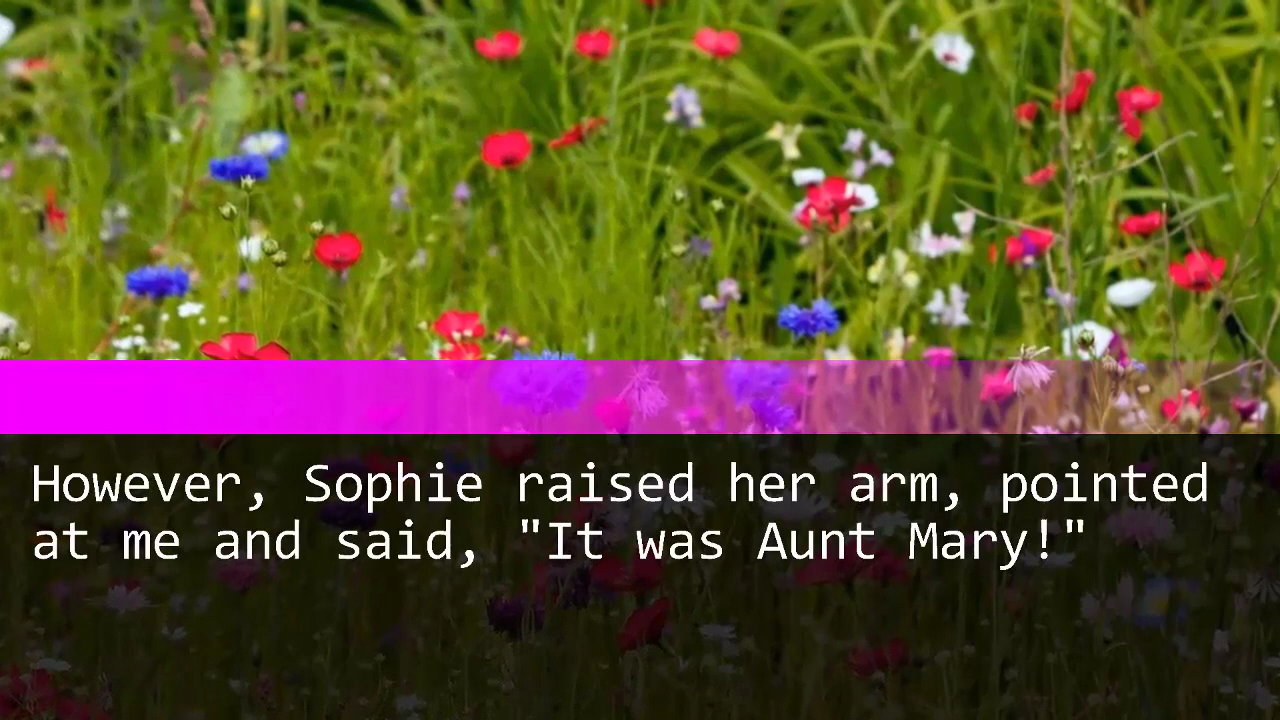 However, Sophie raised her arm, pointed
at me and said, "It was Aunt Mary!"